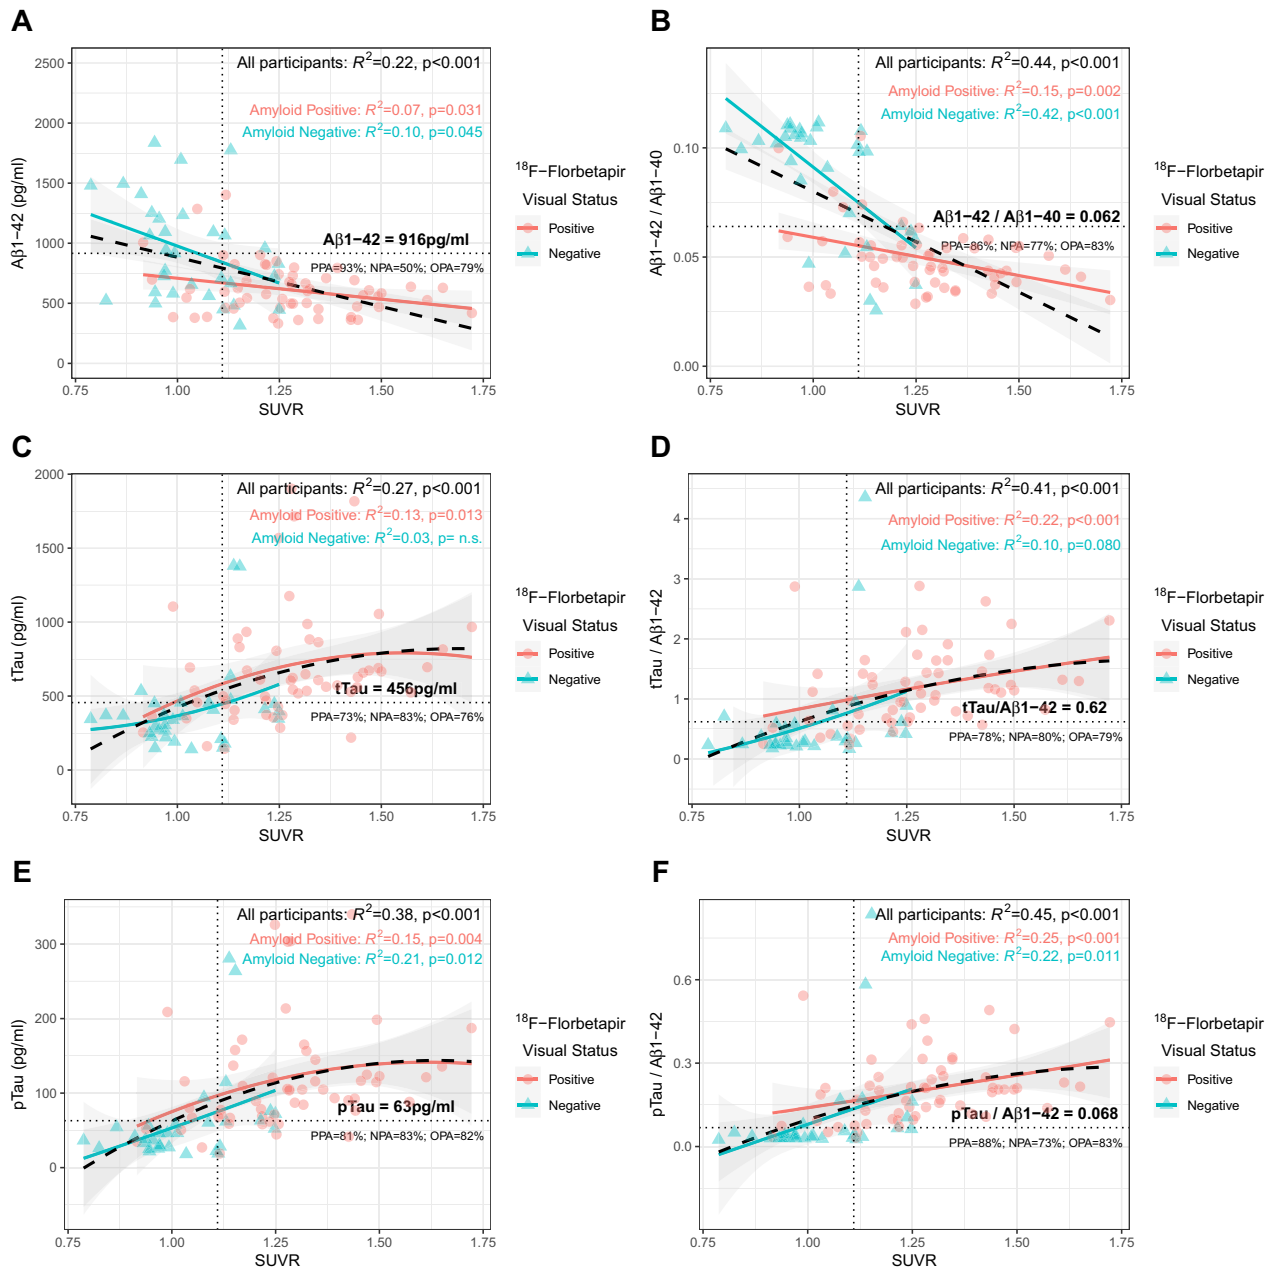 A
All participants: R²=0.22, p<0.001
Amyloid Positive: R²=0.07, p=0.031
Amyloid Negative: R²=0.10, p=0.045
Aβ1−42 = 916pg/ml
PPA=93%; NPA=50%; OPA=79%
2500
2000
1500
1000
500
0
Aβ1−42 (pg/ml)
0.75 1.00 1.25 1.50 1.75
SUVR
¹⁸F−Florbetapir
Visual Status
Positive
Negative
B
All participants: R²=0.44, p<0.001
Amyloid Positive: R²=0.15, p=0.002
Amyloid Negative: R²=0.42, p<0.001
Aβ1−42 / Aβ1−40 = 0.062
PPA=86%; NPA=77%; OPA=83%
0.10
0.05
0.00
Aβ1−42 / Aβ1−40
0.75 1.00 1.25 1.50 1.75
SUVR
¹⁸F−Florbetapir
Visual Status
Positive
Negative
C
All participants: R²=0.27, p<0.001
Amyloid Positive: R²=0.13, p=0.013
Amyloid Negative: R²=0.03, p= n.s.
tTau = 456pg/ml
PPA=73%; NPA=83%; OPA=76%
2000
1500
1000
500
0
tTau (pg/ml)
0.75 1.00 1.25 1.50 1.75
SUVR
¹⁸F−Florbetapir
Visual Status
Positive
Negative
D
All participants: R²=0.41, p<0.001
Amyloid Positive: R²=0.22, p<0.001
Amyloid Negative: R²=0.10, p=0.080
tTau/Aβ1−42 = 0.62
PPA=78%; NPA=80%; OPA=79%
4
3
2
1
0
tTau / Aβ1−42
0.75 1.00 1.25 1.50 1.75
SUVR
¹⁸F−Florbetapir
Visual Status
Positive
Negative
E
All participants: R²=0.38, p<0.001
Amyloid Positive: R²=0.15, p=0.004
Amyloid Negative: R²=0.21, p=0.012
pTau = 63pg/ml
PPA=81%; NPA=83%; OPA=82%
300
200
100
0
pTau (pg/ml)
0.75 1.00 1.25 1.50 1.75
SUVR
¹⁸F−Florbetapir
Visual Status
Positive
Negative
F
All participants: R²=0.45, p<0.001
Amyloid Positive: R²=0.25, p<0.001
Amyloid Negative: R²=0.22, p=0.011
pTau / Aβ1−42 = 0.068
PPA=88%; NPA=73%; OPA=83%
0.6
0.3
0.0
pTau / Aβ1−42
0.75 1.00 1.25 1.50 1.75
SUVR
¹⁸F−Florbetapir
Visual Status
Positive
Negative